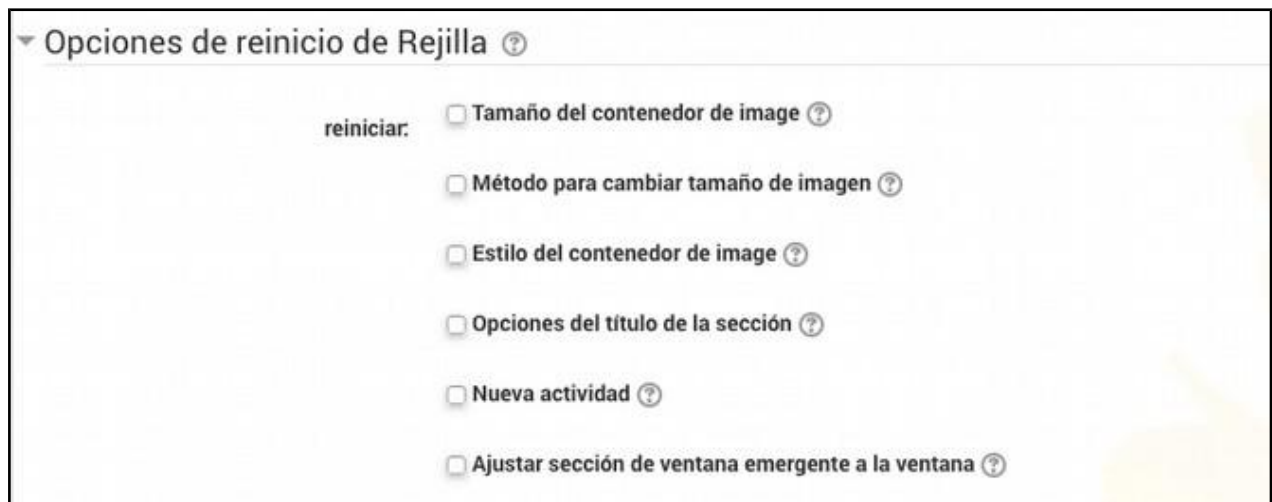 Opciones de reinicio de Rejilla ?
reiniciar:
Tamaño del contenedor de image ?
Método para cambiar tamaño de imagen ?
Estilo del contenedor de image ?
Opciones del título de la sección ?
Nueva actividad ?
Ajustar sección de ventana emergente a la ventana ?